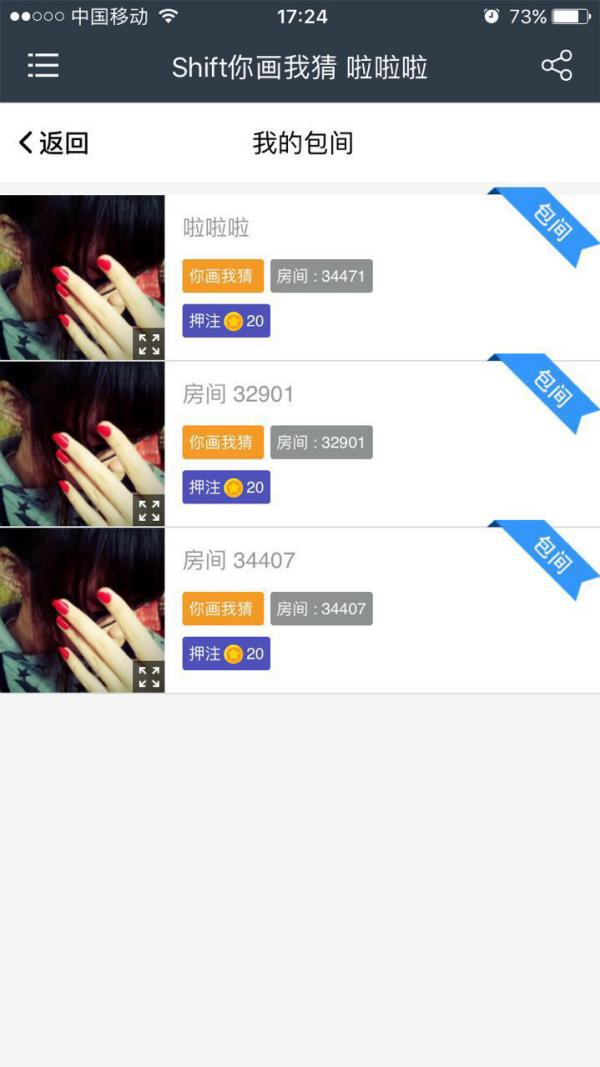 中国移动 17:24 73%
Shift你画我猜 啦啦啦
返回 我的包间
啦啦啦
包间
你画我猜 房间 : 34471
押注 20
房间 32901
包间
你画我猜 房间 : 32901
押注 20
房间 34407
包间
你画我猜 房间 : 34407
押注 20